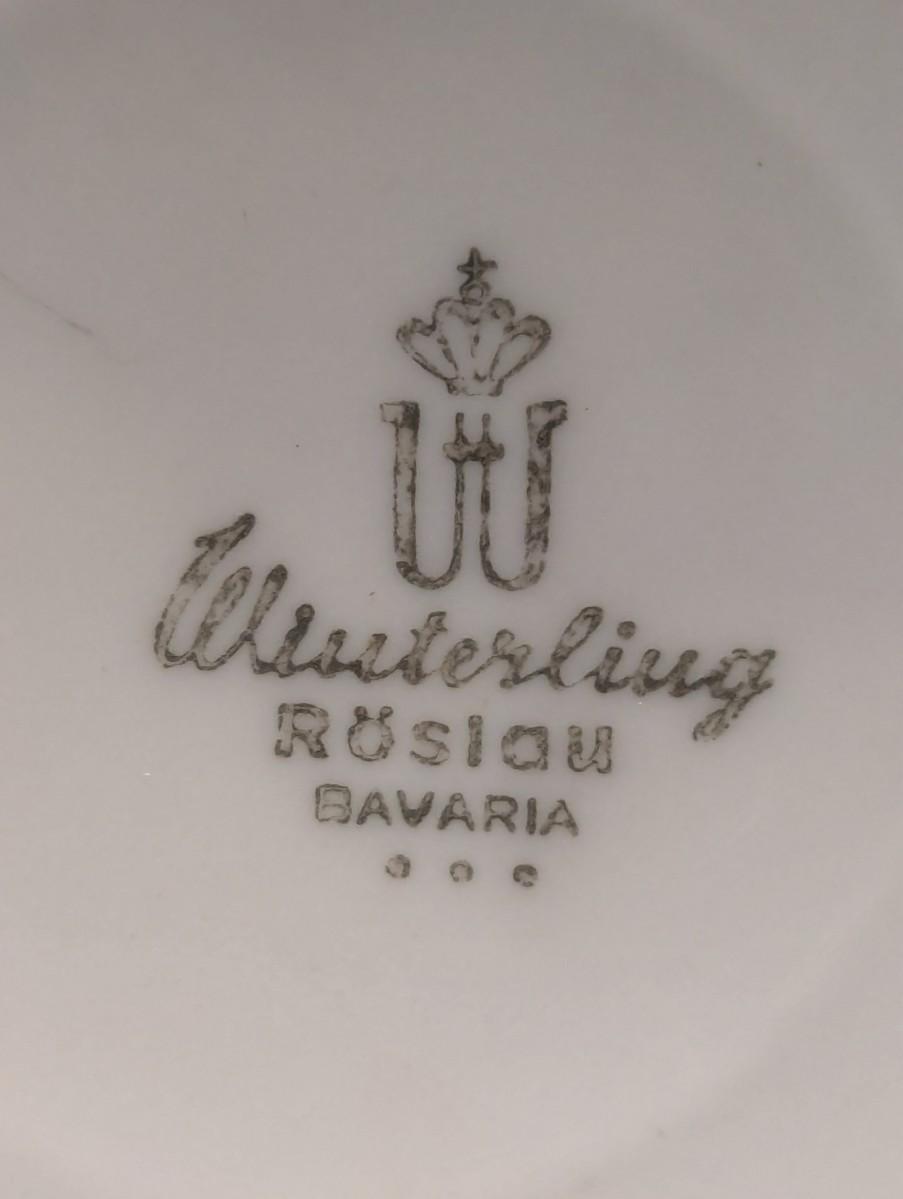 W
Winterling
Röslau
BAVARIA